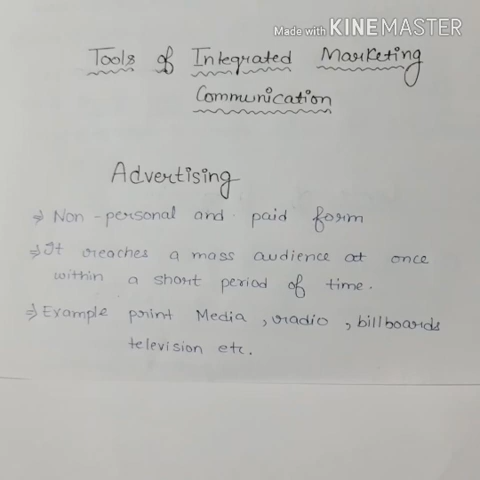 Made with KINEMASTER
Tools of Integrated Marketing
Communication
Advertising
⇒ Non-personal and paid form
⇒ It reaches a mass audience at once
within a short period of time.
⇒ Example print Media, radio, billboards
television etc.